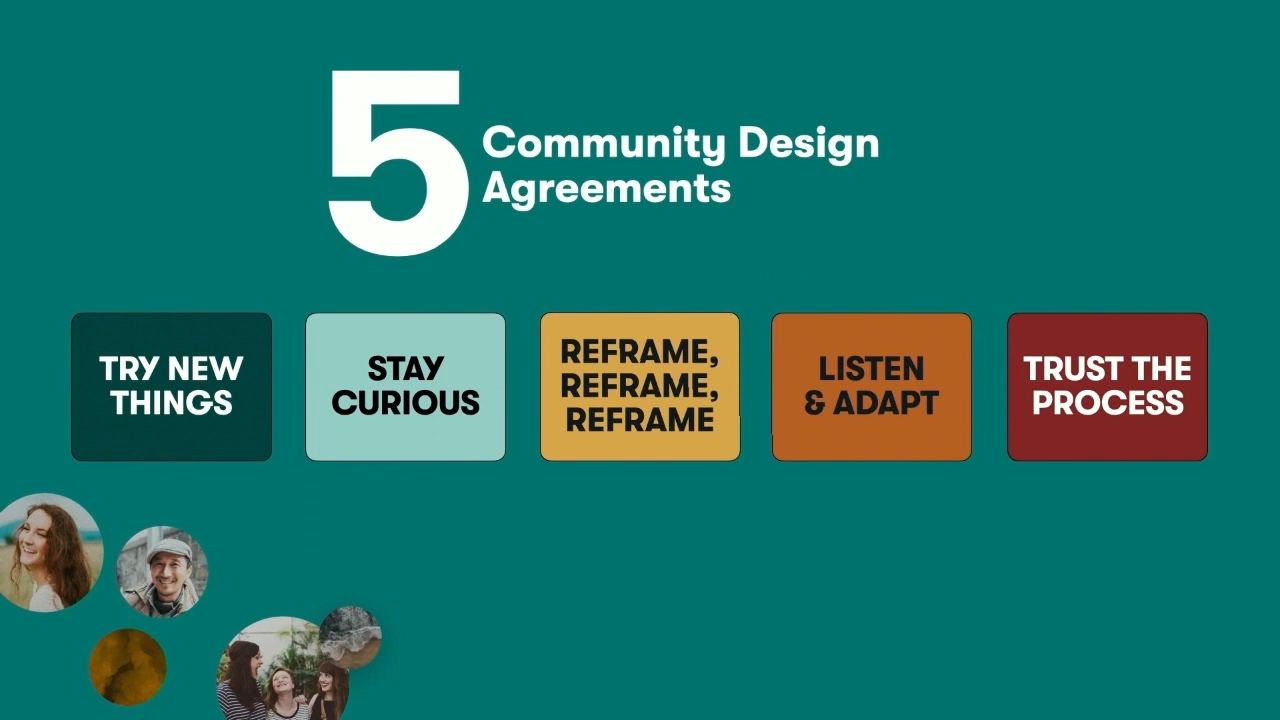 5
Community Design
Agreements
TRY NEW
THINGS
STAY
CURIOUS
REFRAME,
REFRAME,
REFRAME
LISTEN
& ADAPT
TRUST THE
PROCESS